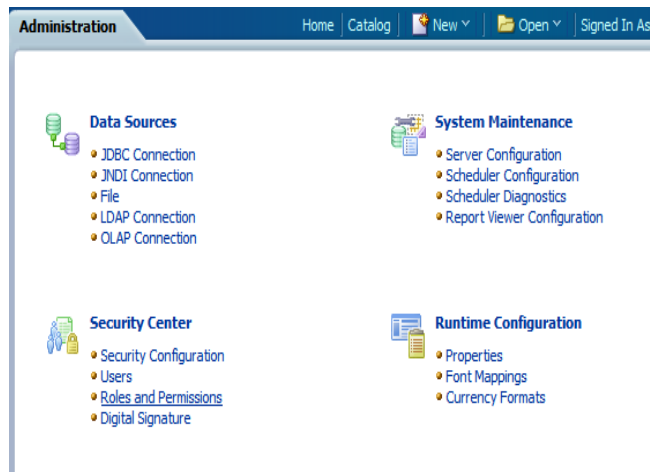 Administration
Home Catalog New Open Signed In As
Data Sources
JDBC Connection
JNDI Connection
File
LDAP Connection
OLAP Connection
System Maintenance
Server Configuration
Scheduler Configuration
Scheduler Diagnostics
Report Viewer Configuration
Security Center
Security Configuration
Users
Roles and Permissions
Digital Signature
Runtime Configuration
Properties
Font Mappings
Currency Formats